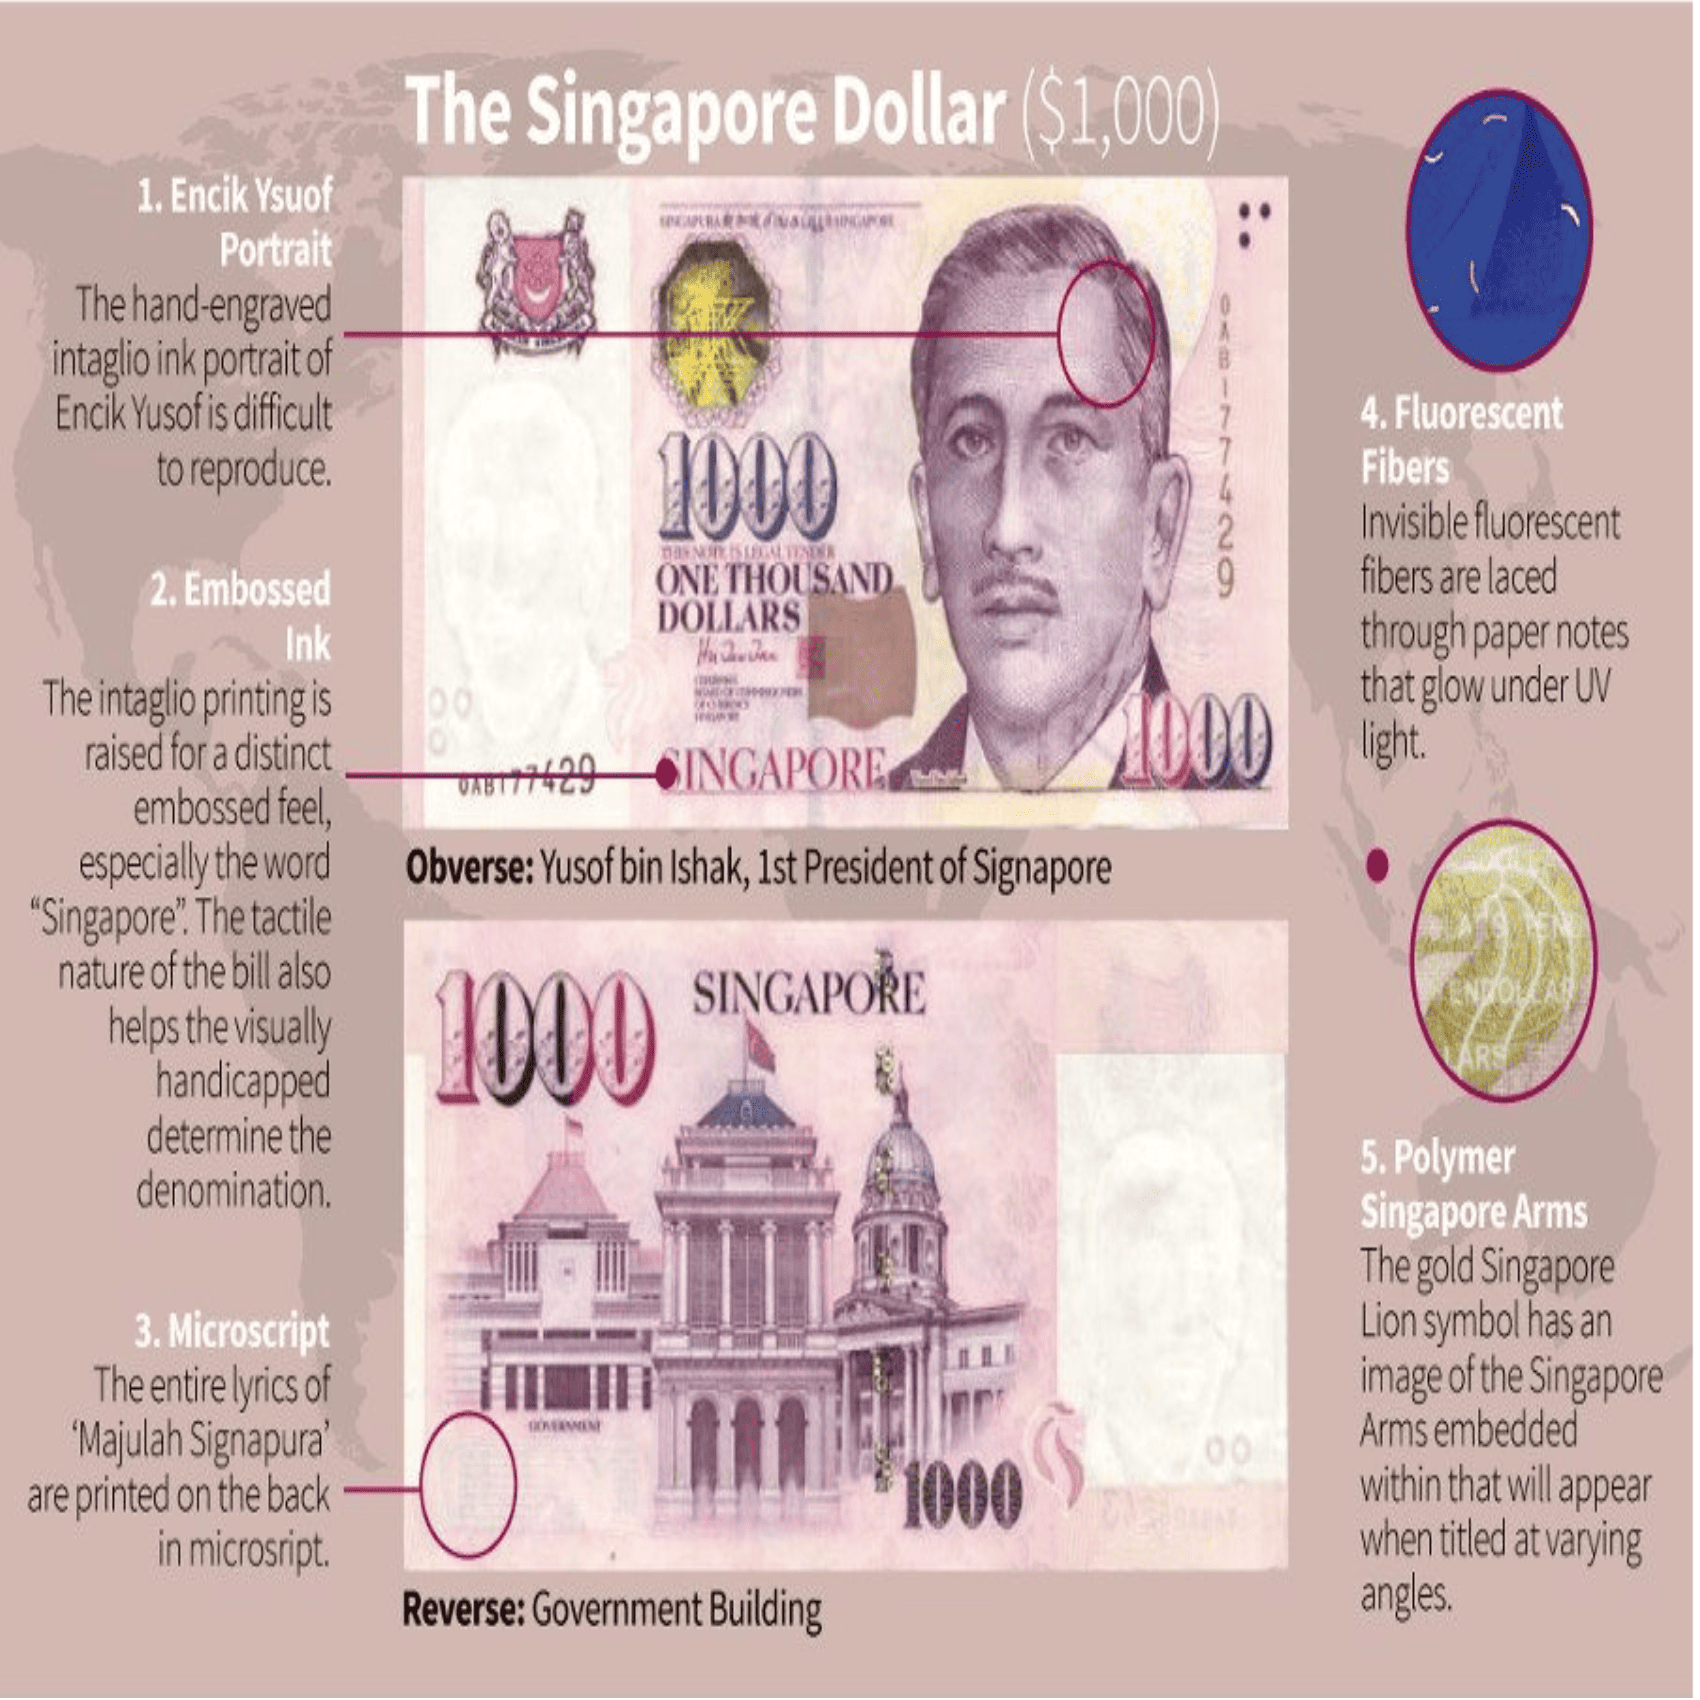 The Singapore Dollar ($1,000)
1. Encik Ysuof
Portrait
The hand-engraved
intaglio ink portrait of
Encik Yusof is difficult
to reproduce.
2. Embossed
Ink
The intaglio printing is
raised for a distinct
embossed feel,
especially the word
“Singapore”. The tactile
nature of the bill also
helps the visually
handicapped
determine the
denomination.
3. Microscript
The entire lyrics of
‘Majulah Signapura’
are printed on the back
in microsript.
1000
THIS NOTE IS LEGAL TENDER
ONE THOUSAND
DOLLARS
SINGAPORE
1000
0AB177429
0AB177429
Obverse: Yusof bin Ishak, 1st President of Signapore
1000
SINGAPORE
GOVERNMENT
1000
Reverse: Government Building
4. Fluorescent
Fibers
Invisible fluorescent
fibers are laced
through paper notes
that glow under UV
light.
5. Polymer
Singapore Arms
The gold Singapore
Lion symbol has an
image of the Singapore
Arms embedded
within that will appear
when titled at varying
angles.